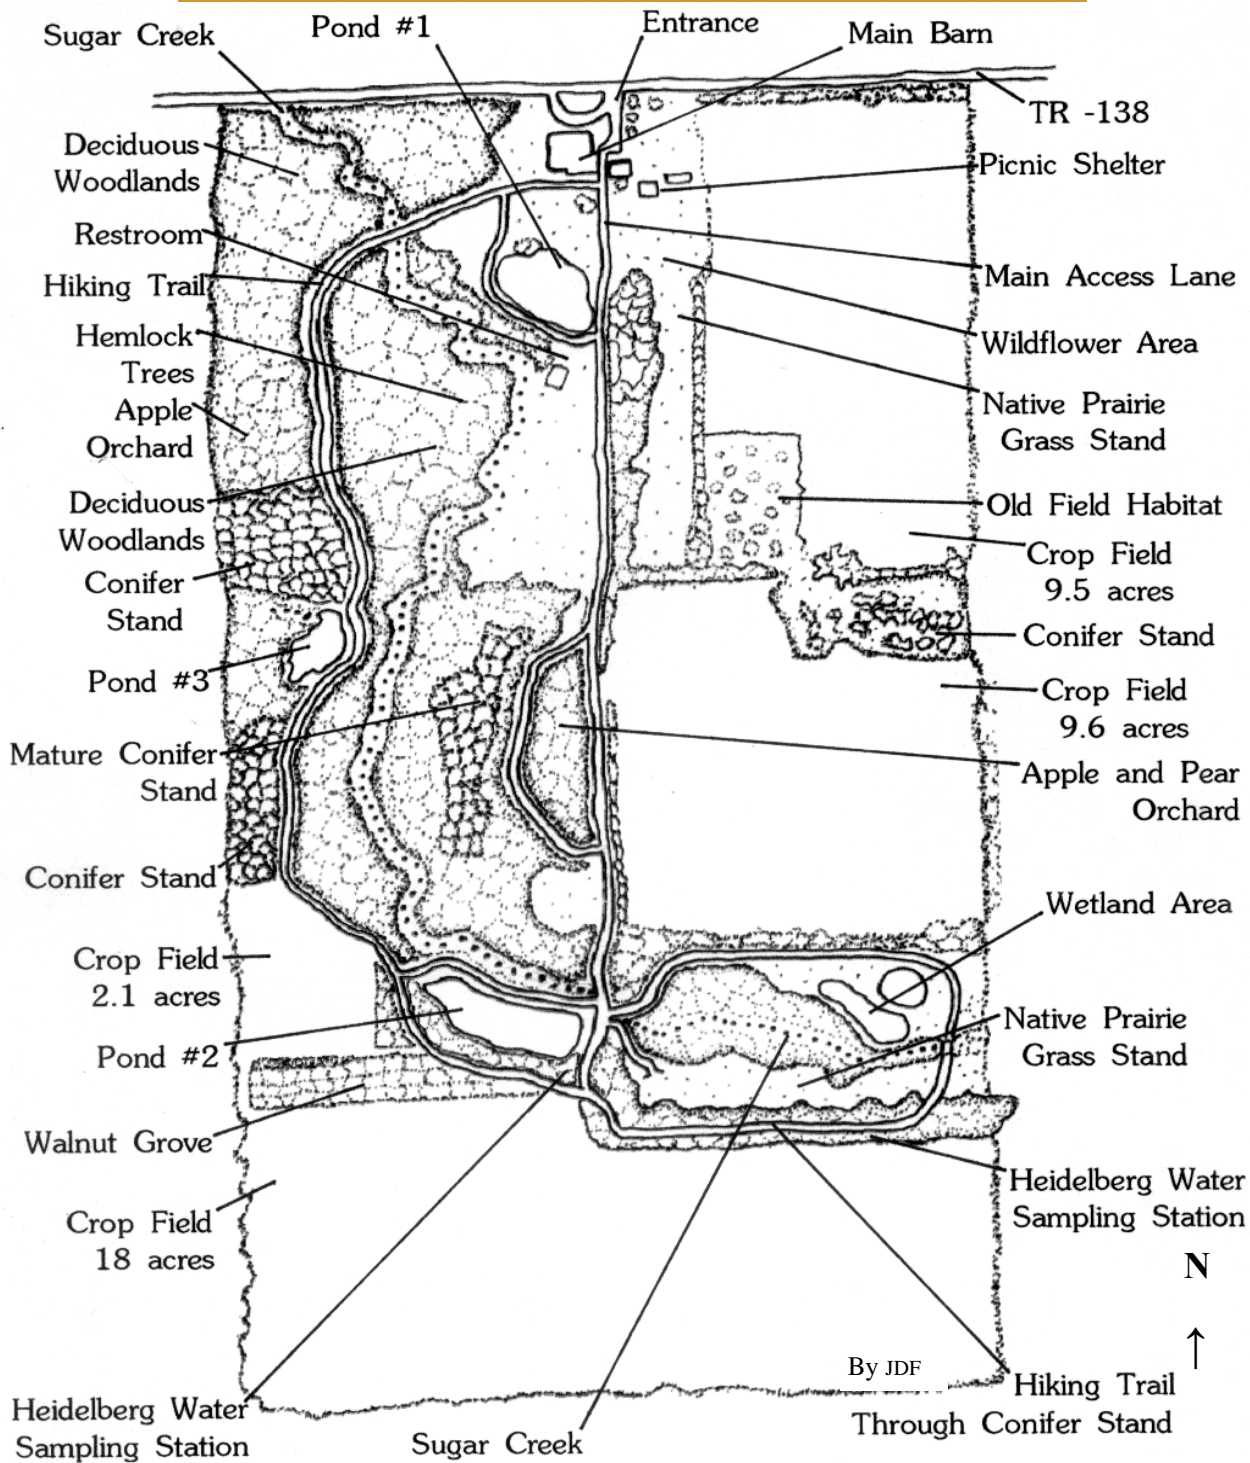 Sugar Creek
Pond #1
Entrance
Main Barn
TR -138
Deciduous
Woodlands
Picnic Shelter
Restroom
Main Access Lane
Hiking Trail
Hemlock
Trees
Wildflower Area
Apple
Orchard
Native Prairie
Grass Stand
Deciduous
Woodlands
Old Field Habitat
Crop Field
9.5 acres
Conifer
Stand
Conifer Stand
Pond #3
Crop Field
9.6 acres
Mature Conifer
Stand
Apple and Pear
Orchard
Conifer Stand
Wetland Area
Crop Field
2.1 acres
Native Prairie
Grass Stand
Pond #2
Walnut Grove
Heidelberg Water
Sampling Station
Crop Field
18 acres
N
By JDF
Hiking Trail
Through Conifer Stand
Heidelberg Water
Sampling Station
Sugar Creek